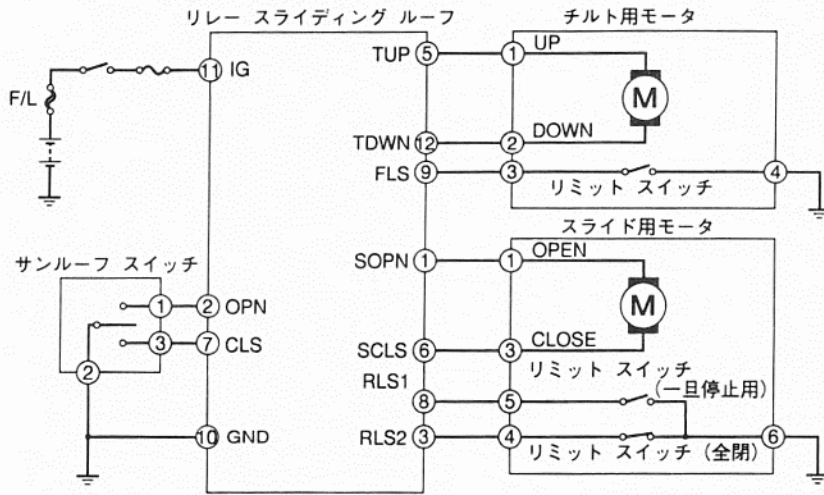 リレー スライディング ルーフ
チルト用モータ
TUP ⑤ ① UP
⑪ IG
F/L
M
TDWN ⑫ ② DOWN
FLS ⑨ ③ ④
リミット スイッチ
スライド用モータ
サンルーフ スイッチ
SOPN ① ① OPEN
① ② OPN
M
③ ⑦ CLS
SCLS ⑥ ③ CLOSE
②
リミット スイッチ
(一旦停止用)
RLS1
⑧ ⑤
⑩ GND
RLS2 ③ ④ ⑥
リミット スイッチ (全閉)